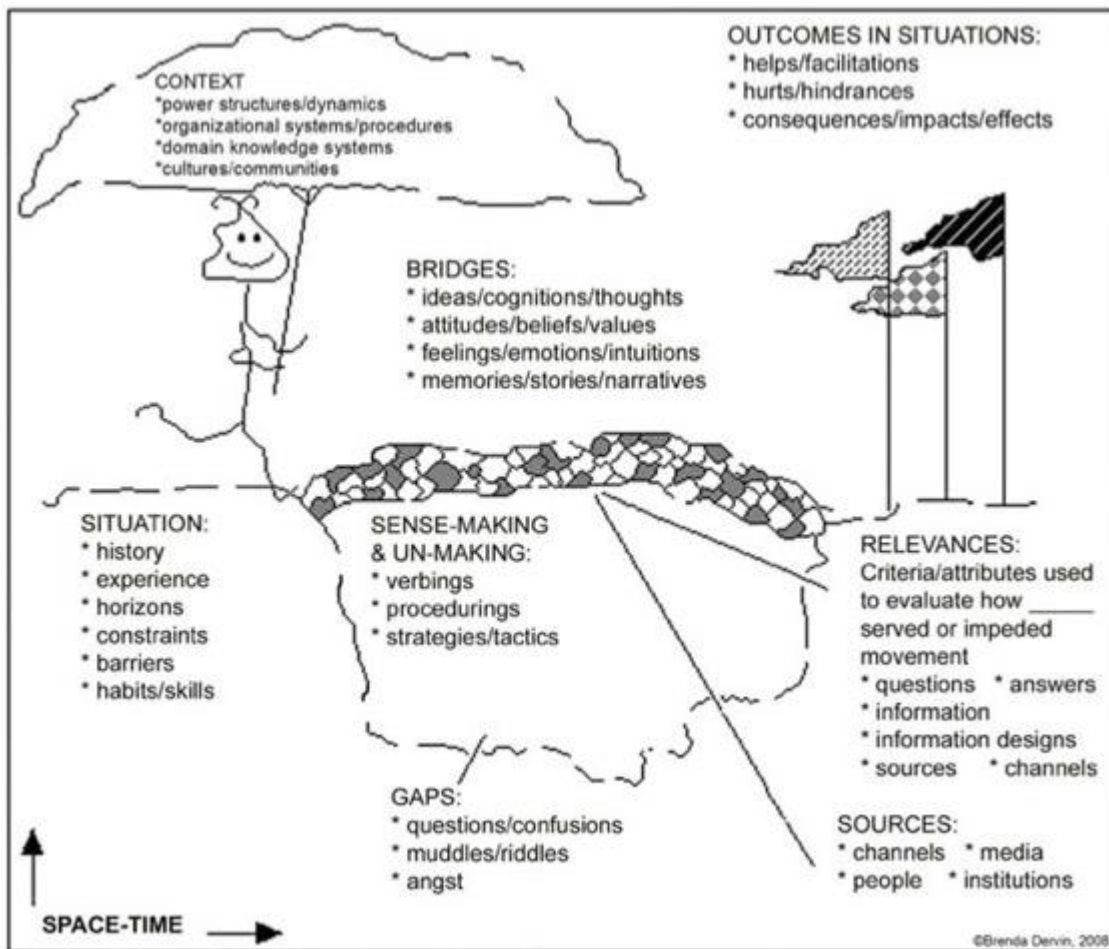 CONTEXT
*power structures/dynamics
*organizational systems/procedures
*domain knowledge systems
*cultures/communities
OUTCOMES IN SITUATIONS:
* helps/facilitations
* hurts/hindrances
* consequences/impacts/effects
BRIDGES:
* ideas/cognitions/thoughts
* attitudes/beliefs/values
* feelings/emotions/intuitions
* memories/stories/narratives
SITUATION:
* history
* experience
* horizons
* constraints
* barriers
* habits/skills
SENSE-MAKING
& UN-MAKING:
* verbings
* procedurings
* strategies/tactics
RELEVANCES:
Criteria/attributes used
to evaluate how _____
served or impeded
movement
* questions * answers
* information
* information designs
* sources * channels
GAPS:
* questions/confusions
* muddles/riddles
* angst
SOURCES:
* channels * media
* people * institutions
SPACE-TIME
©Brenda Dervin, 2008